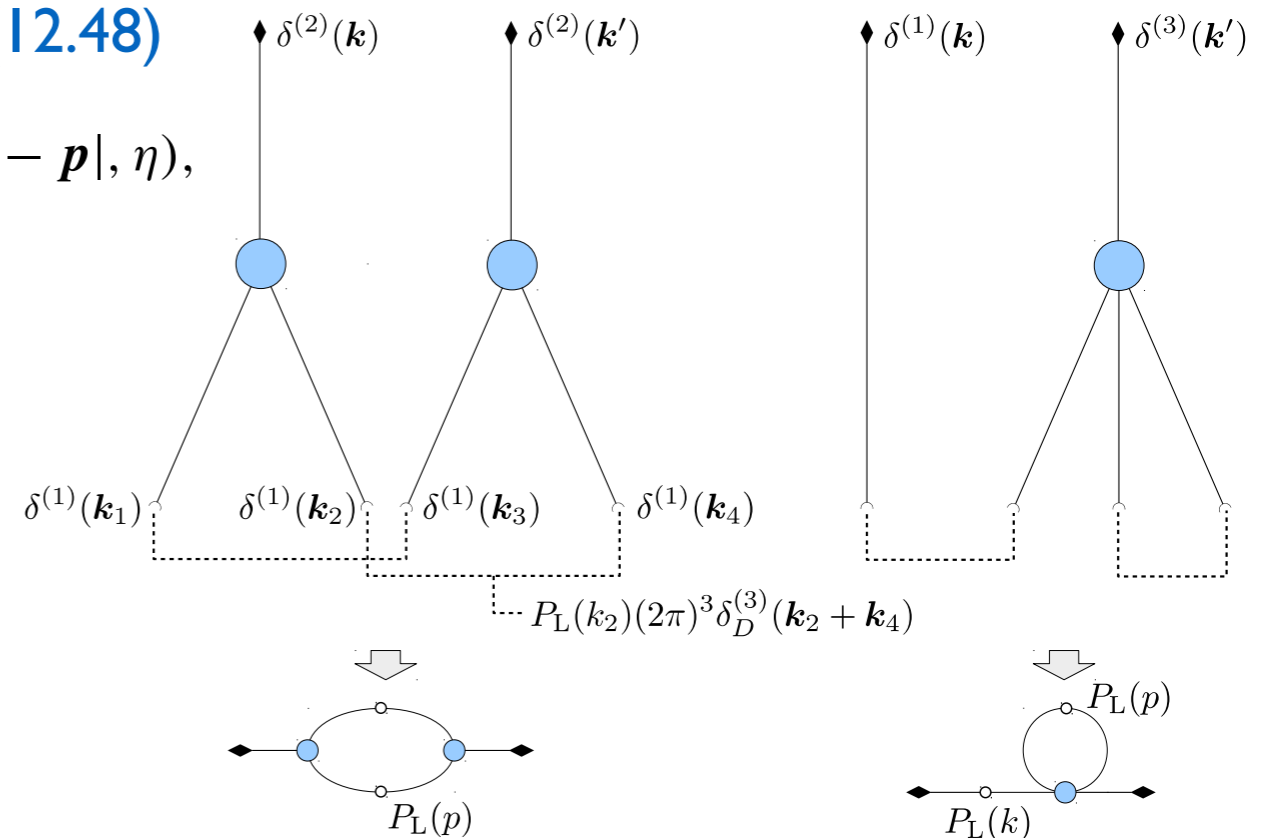 12.48)
− p|, η),
δ^{(2)}(k) δ^{(2)}(k′) δ^{(1)}(k) δ^{(3)}(k′)
δ^{(1)}(k_1) δ^{(1)}(k_2) δ^{(1)}(k_3) δ^{(1)}(k_4)
P_L(k_2)(2π)^3 δ_D^{(3)}(k_2 + k_4)
P_L(p)
P_L(p)
P_L(k)